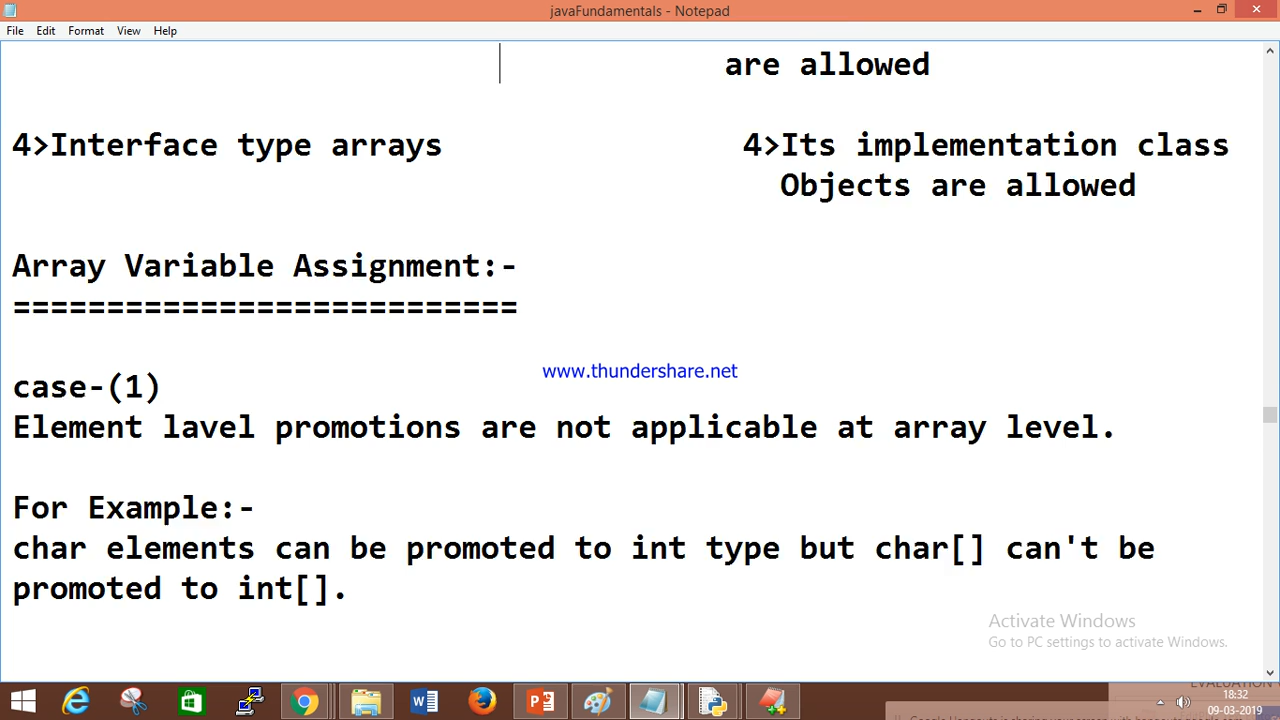 javaFundamentals - Notepad
File Edit Format View Help
are allowed
4>Interface type arrays 4>Its implementation class
Objects are allowed
Array Variable Assignment:-
===========================
www.thundershare.net
case-(1)
Element lavel promotions are not applicable at array level.
For Example:-
char elements can be promoted to int type but char[] can't be
promoted to int[].
Activate Windows
Go to PC settings to activate Windows.
EVALUATION
18:32
09-03-2019